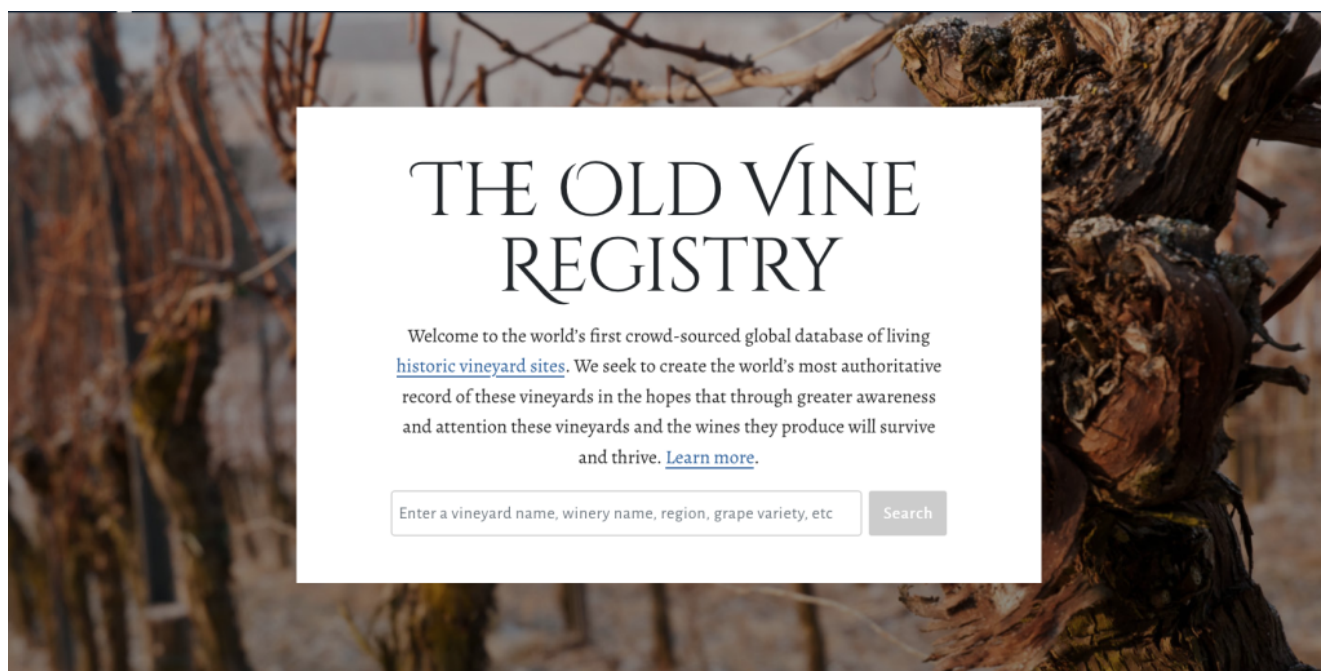 THE OLD VINE
REGISTRY
Welcome to the world's first crowd-sourced global database of living
historic vineyard sites. We seek to create the world's most authoritative
record of these vineyards in the hopes that through greater awareness
and attention these vineyards and the wines they produce will survive
and thrive. Learn more.
Enter a vineyard name, winery name, region, grape variety, etc
Search